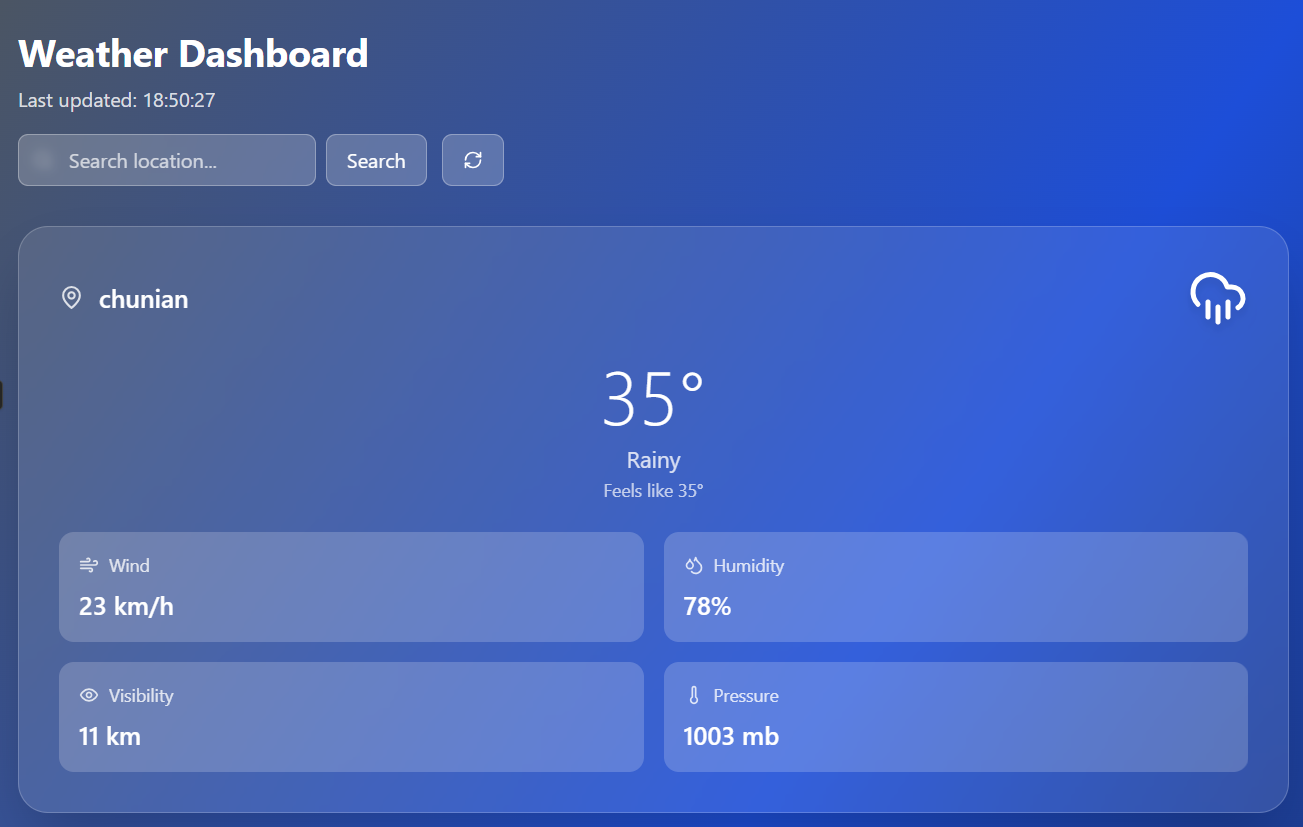 Weather Dashboard
Last updated: 18:50:27
Search location...
Search
chunian
35°
Rainy
Feels like 35°
Wind
23 km/h
Humidity
78%
Visibility
11 km
Pressure
1003 mb